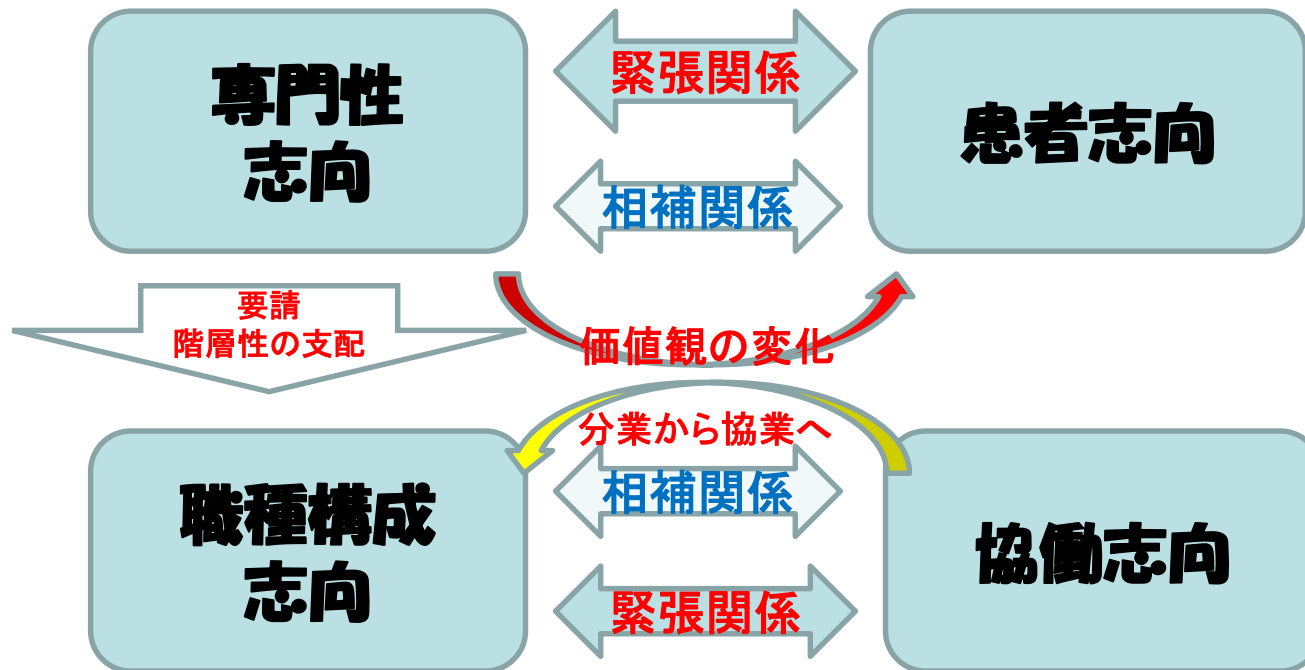 専門性
志向
緊張関係
相補関係
患者志向
要請
階層性の支配
価値観の変化
分業から協業へ
職種構成
志向
相補関係
緊張関係
協働志向